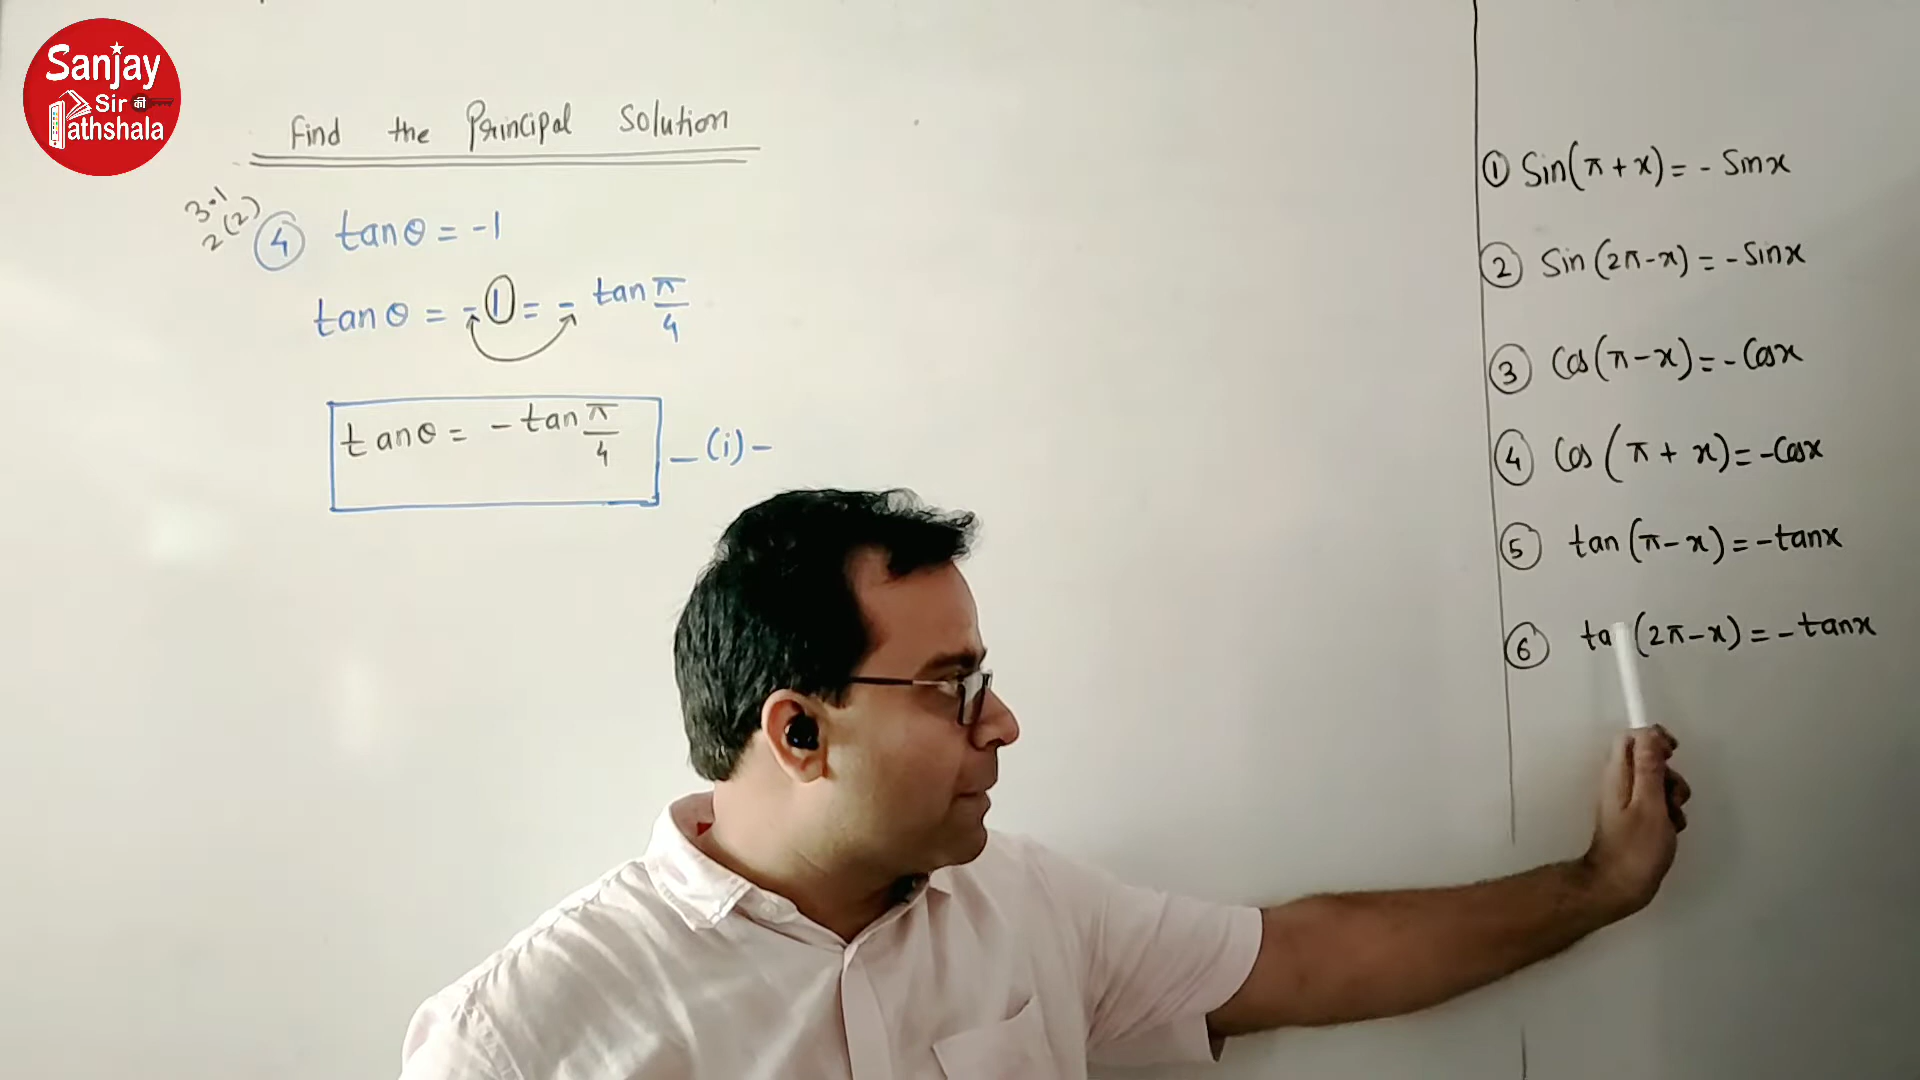 Sanjay
Sir की
Pathshala
Find the Principal Solution
3.1
2(2)
④ tanθ = -1
tanθ = -1 = - tan π/4
tanθ = - tan π/4 _(i)-
① Sin(π + x) = - Sinx
② Sin (2π-x) = - Sinx
③ Cos(π-x) = - Cosx
④ Cos (π + x) = -Cosx
⑤ tan (π-x) = -tanx
⑥ ta (2π-x) = - tanx